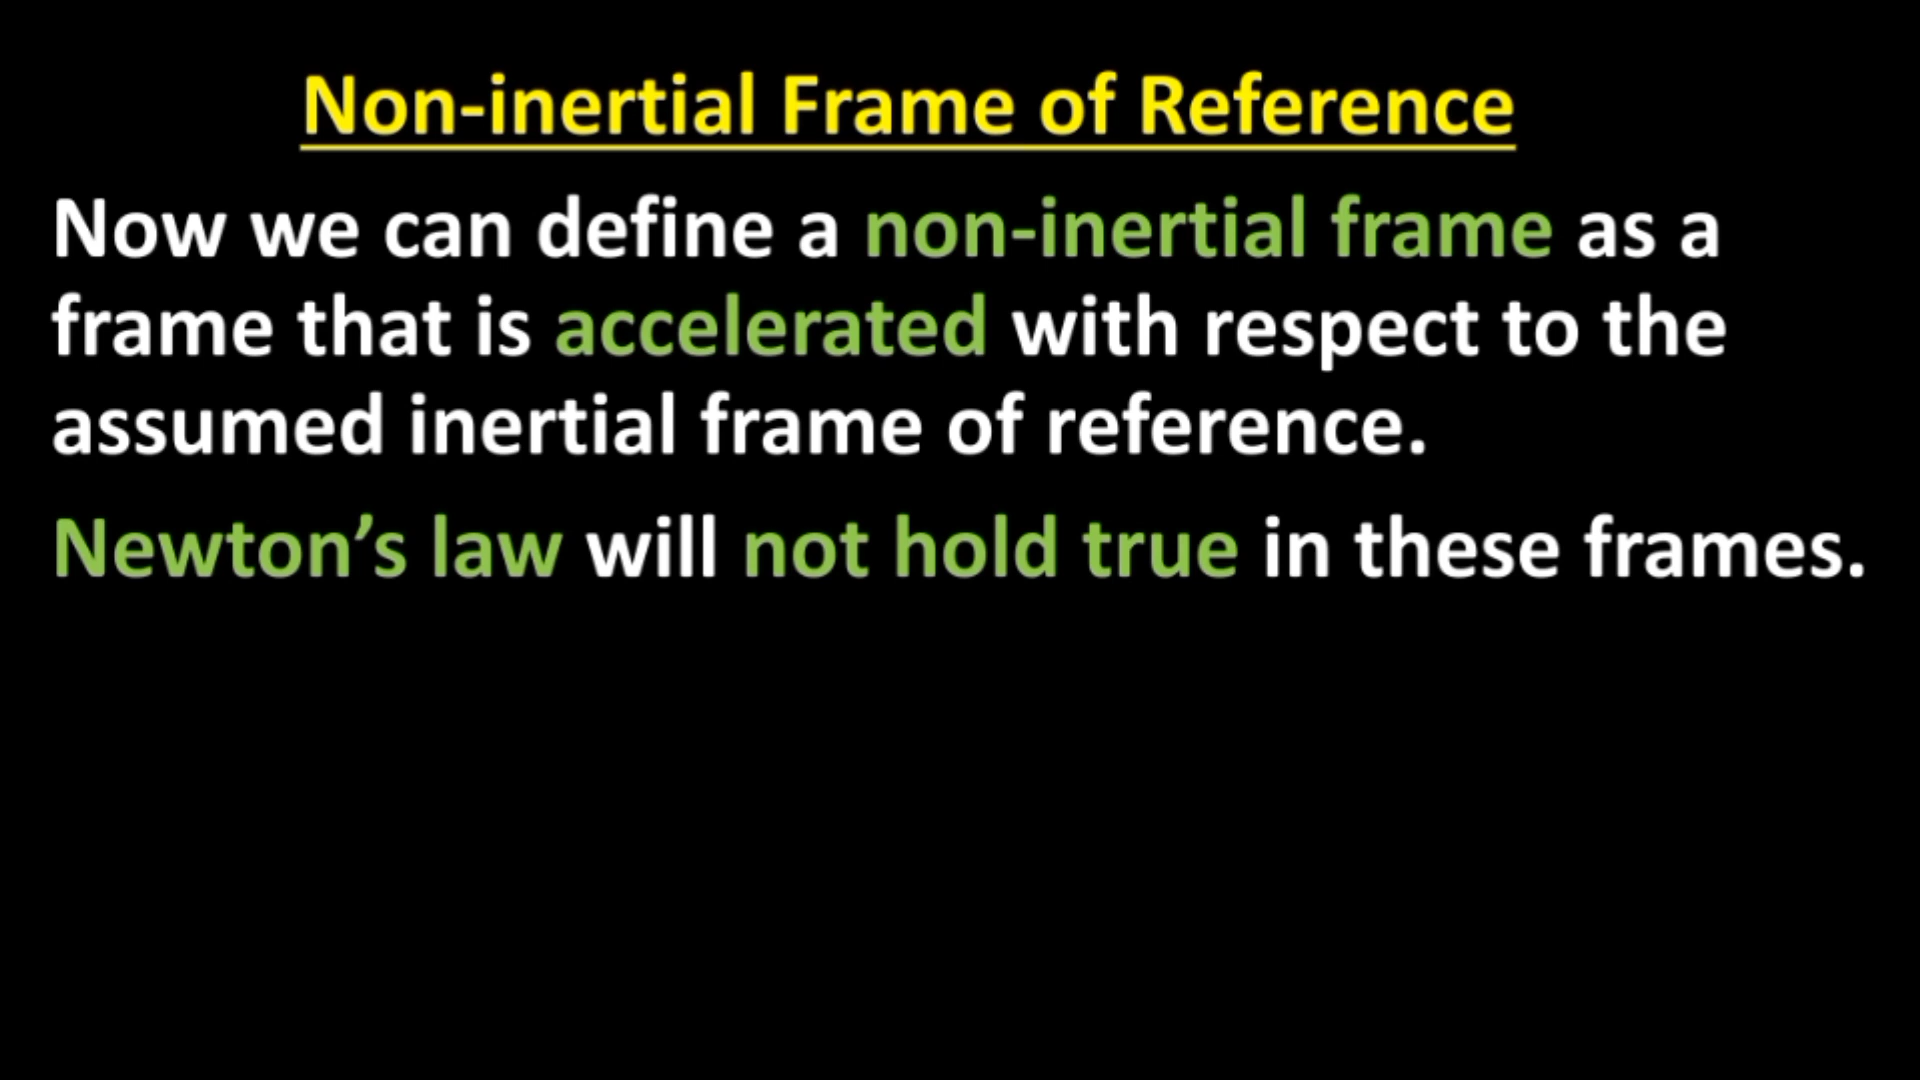 Non-inertial Frame of Reference
Now we can define a non-inertial frame as a
frame that is accelerated with respect to the
assumed inertial frame of reference.
Newton’s law will not hold true in these frames.